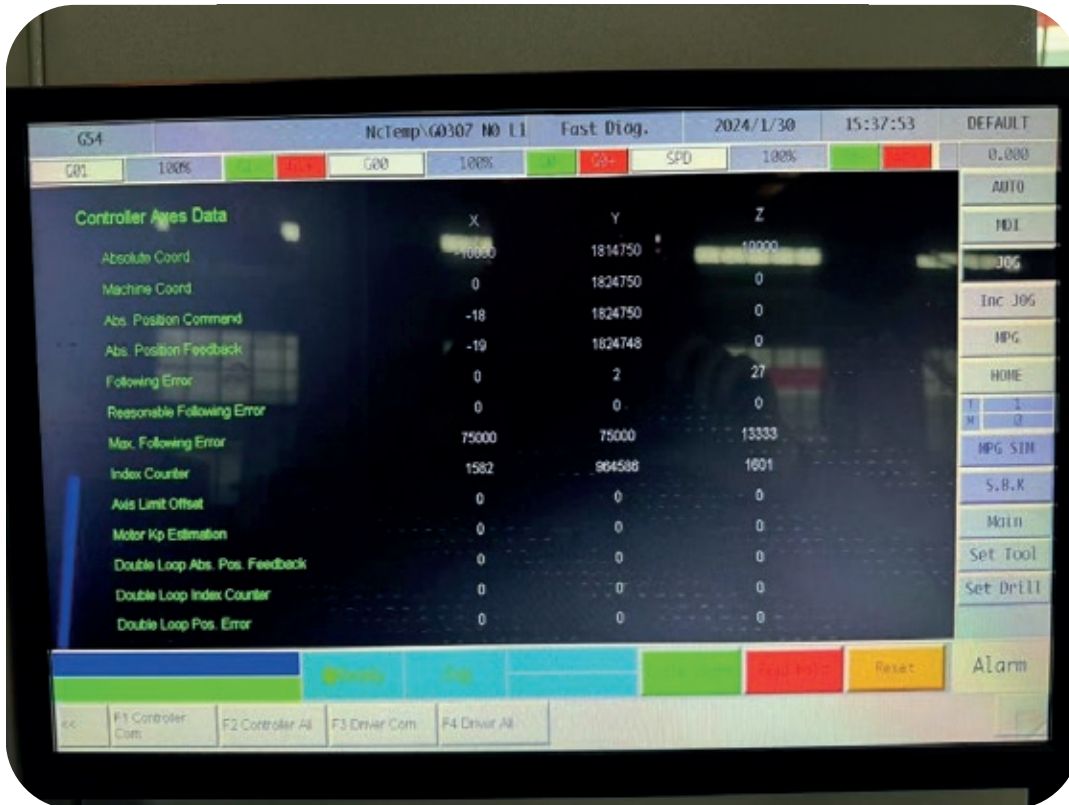 G54 NcTemp\G0307 N0 L1 Fast Diag. 2024/1/30 15:37:53 DEFAULT
G01 100% G00 100% G0+ SPD 100% 0.000
AUTO
Controller Axes Data X Y Z
MDI
Absolute Coord -10000 1814750 10000
JOG
Machine Coord 0 1824750 0
Inc JOG
Abs. Position Command -18 1824750 0
MPG
Abs. Position Feedback -19 1824748 0
HOME
Following Error 0 2 27
T 1
Reasonable Following Error 0 0 0
M 0
Max. Following Error 75000 75000 13333
MPG SIM
Index Counter 1582 964586 1601
S.B.K
Axis Limit Offset 0 0 0
Main
Motor Kp Estimation 0 0 0
Set Tool
Double Loop Abs. Pos. Feedback 0 0 0
Set Drill
Double Loop Index Counter 0 0 0
Double Loop Pos. Error 0 0 0
Ready Reset Alarm
<< F1 Controller Com F2 Controller All F3 Driver Com F4 Driver All